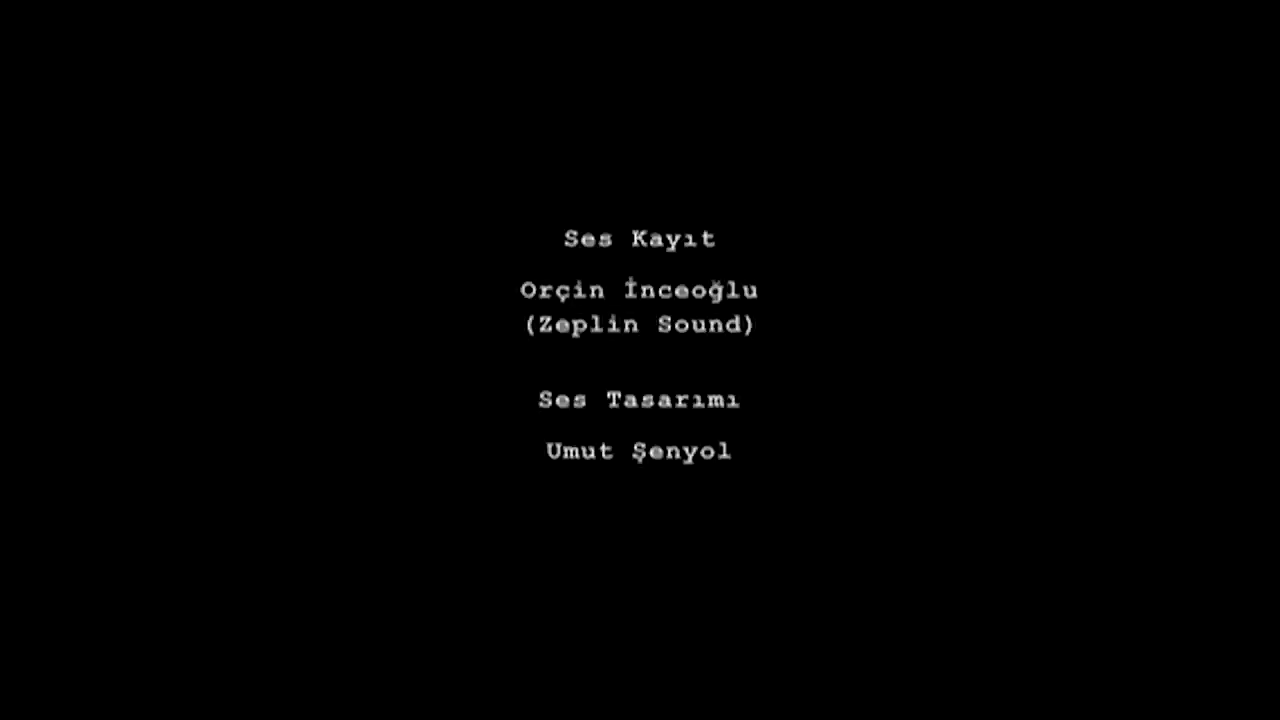 Ses Kayıt
Orçin İnceoğlu
(Zeplin Sound)
Ses Tasarımı
Umut Şenyol